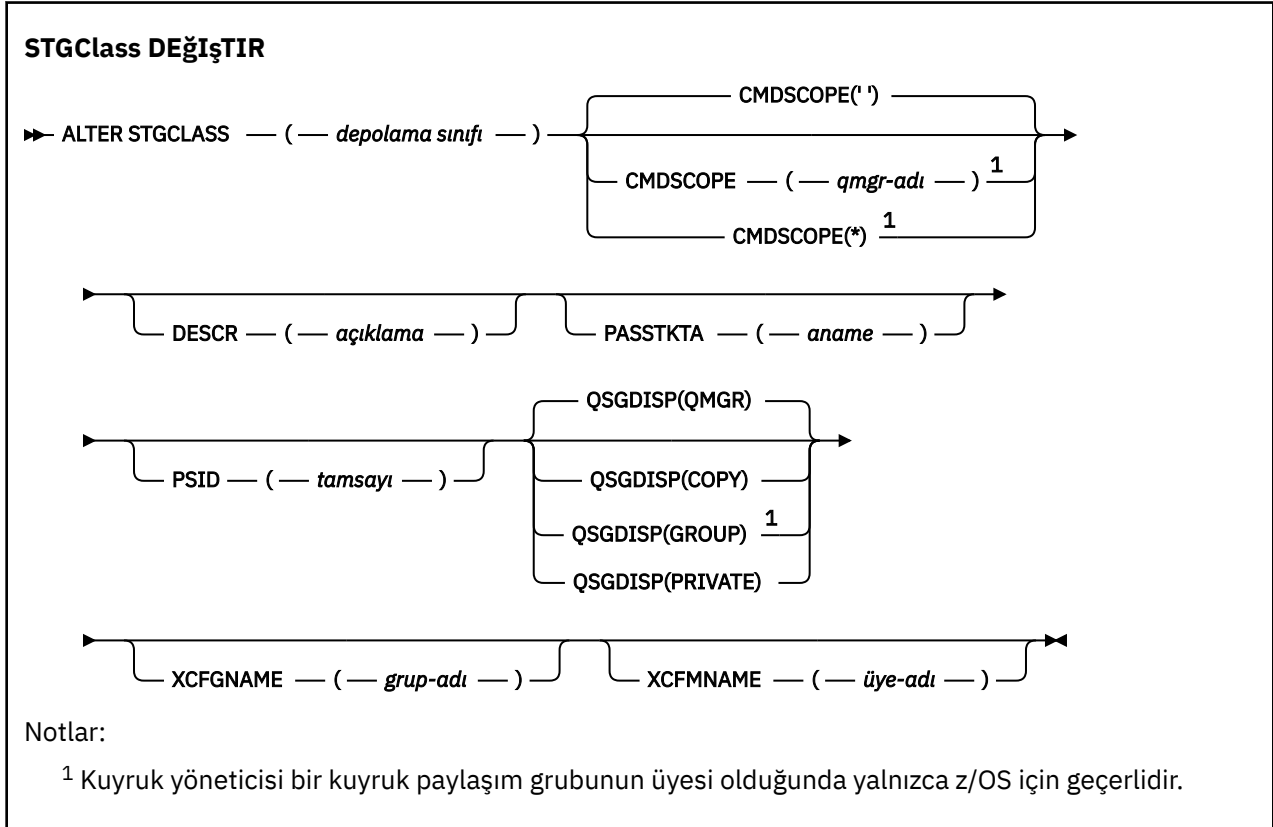 STGClass DEğIşTIR
CMDSCOPE(' ')
ALTER STGCLASS — ( — depolama sınıfı — )
CMDSCOPE — ( — qmgr-adı — ) 1
CMDSCOPE(*) 1
DESCR — ( — açıklama — )
PASSTKTA — ( — aname — )
QSGDISP(QMGR)
PSID — ( — tamsayı — )
QSGDISP(COPY)
QSGDISP(GROUP) 1
QSGDISP(PRIVATE)
XCFGNAME — ( — grup-adı — )
XCFMNAME — ( — üye-adı — )
Notlar:
1 Kuyruk yöneticisi bir kuyruk paylaşım grubunun üyesi olduğunda yalnızca z/OS için geçerlidir.